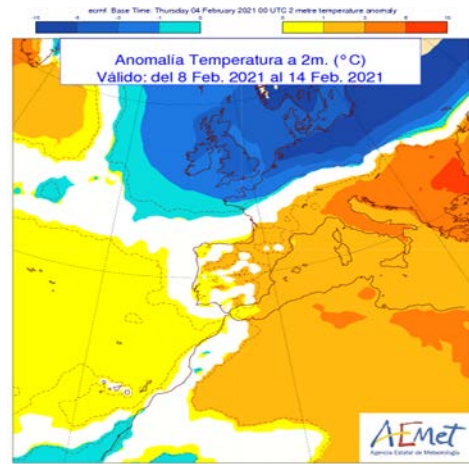 ecmf Base Time: Thursday 04 February 2021 00 UTC 2 metre temperature anomaly
Anomalía Temperatura a 2m. (ºC)
Válido: del 8 Feb. 2021 al 14 Feb. 2021
AEMet
Agencia Estatal de Meteorología